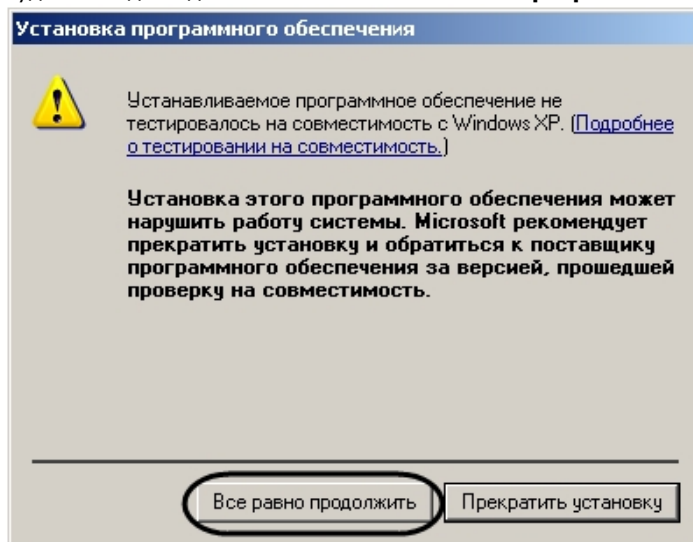 Установка программного обеспечения
Устанавливаемое программное обеспечение не
тестировалось на совместимость с Windows XP. (Подробнее
о тестировании на совместимость.)
Установка этого программного обеспечения может
нарушить работу системы. Microsoft рекомендует
прекратить установку и обратиться к поставщику
программного обеспечения за версией, прошедшей
проверку на совместимость.
Все равно продолжить Прекратить установку